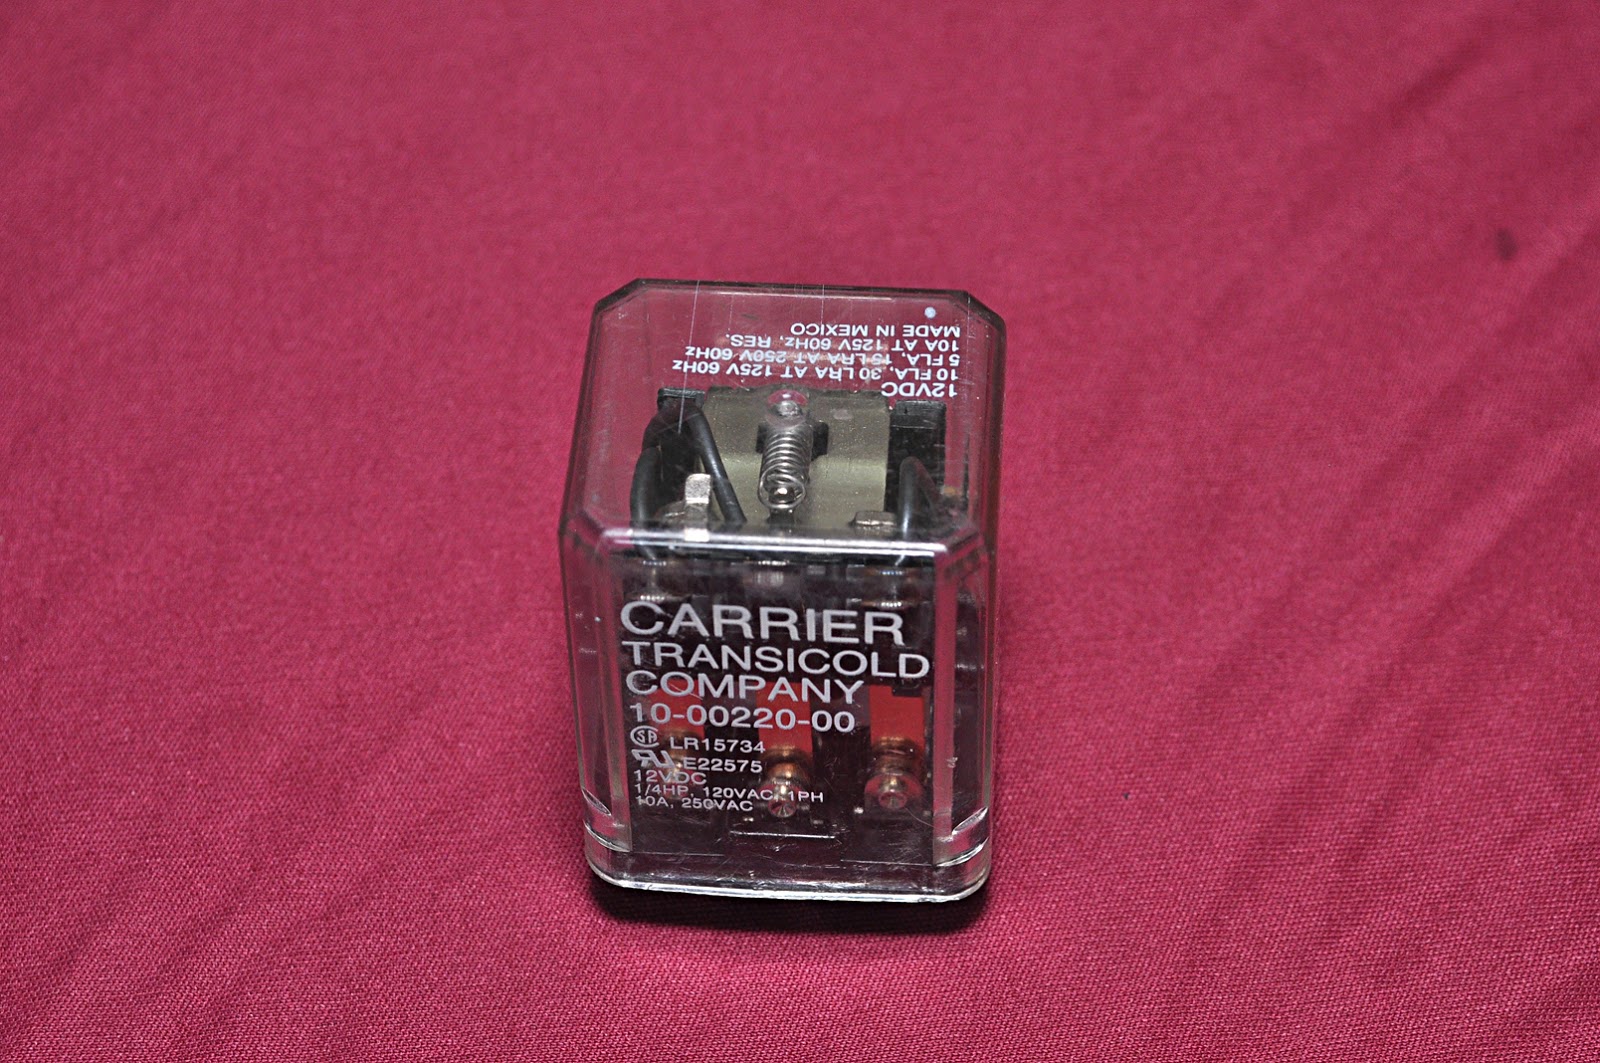 12VDC
10 FLA, 30 LRA AT 125V 60Hz
5 FLA, 15 LRA AT 250V 60Hz
10A AT 125V 60Hz, RES.
MADE IN MEXICO
CARRIER
TRANSICOLD
COMPANY
10-00220-00
SA LR15734
RU E22575
12VDC
1/4HP, 120VAC, 1PH
10A, 250VAC